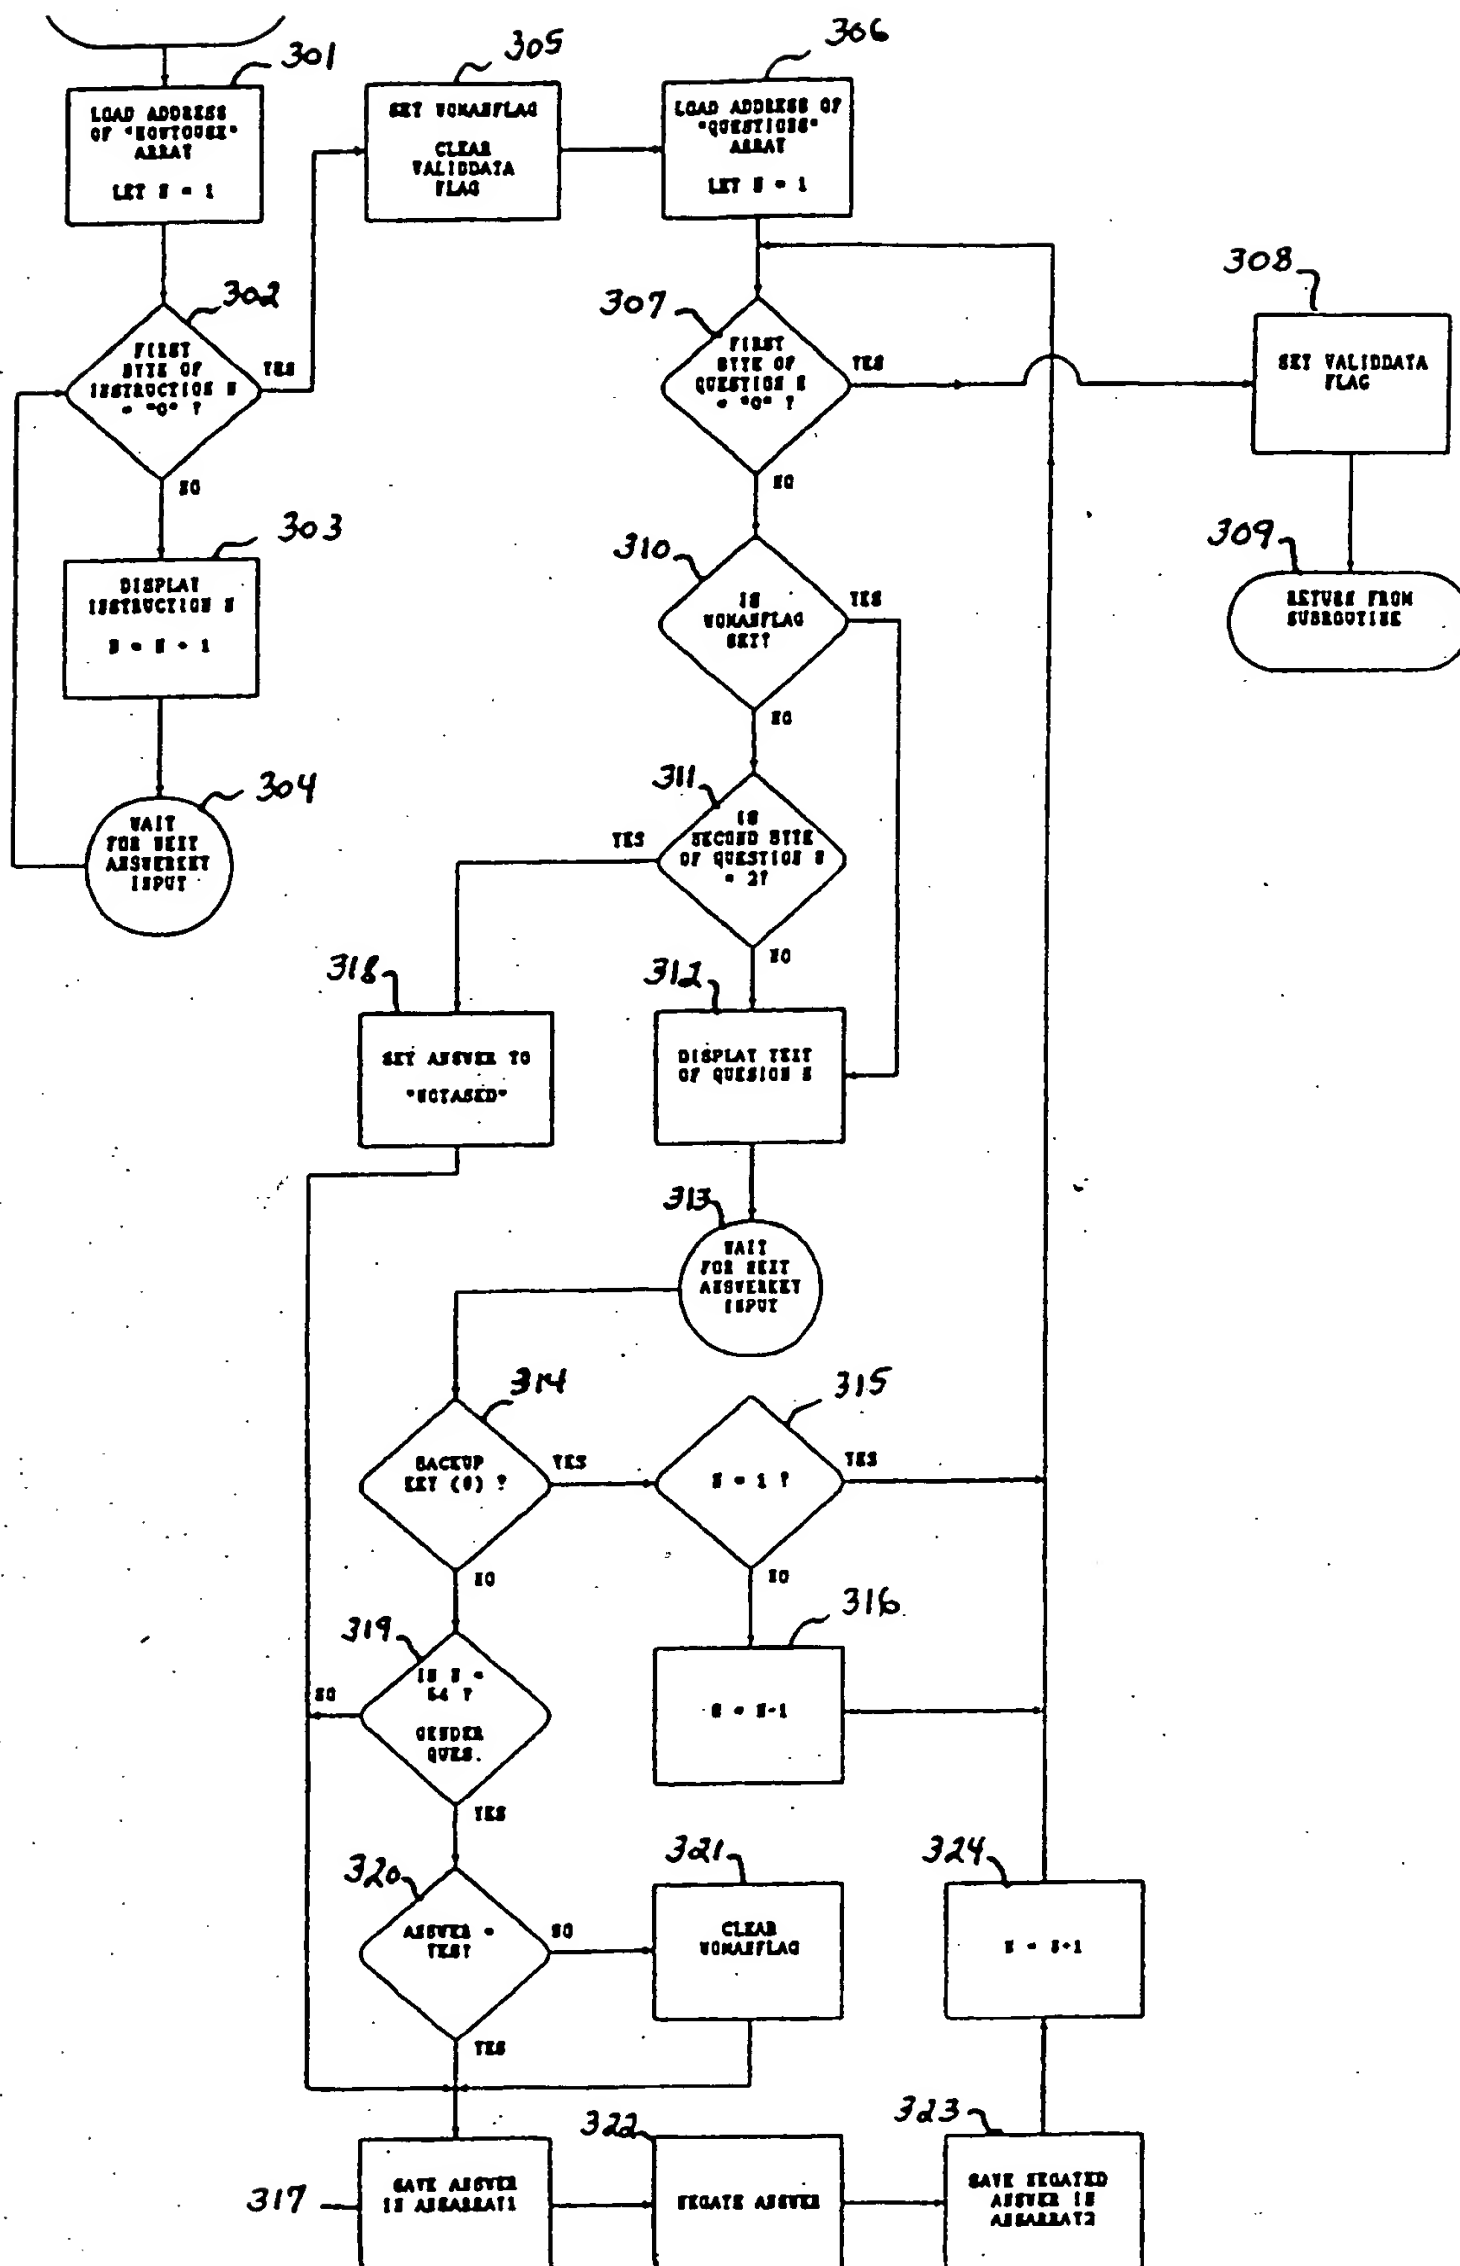 301
LOAD ADDRESS
OF "HOWTOUSE"
ARRAY
LET N = 1
302
FIRST
BYTE OF
INSTRUCTION N
= "0" ?
YES
NO
303
DISPLAY
INSTRUCTION N
N = N + 1
304
WAIT
FOR NEXT
ANSWERKEY
INPUT
305
SET WOMANFLAG
CLEAR
VALIDDATA
FLAG
306
LOAD ADDRESS OF
"QUESTIONS"
ARRAY
LET N = 1
307
FIRST
BYTE OF
QUESTION N
= "0" ?
YES
NO
308
SET VALIDDATA
FLAG
309
RETURN FROM
SUBROUTINE
310
IS
WOMANFLAG
SET?
YES
NO
311
IS
SECOND BYTE
OF QUESTION N
= 2?
YES
NO
318
SET ANSWER TO
"NOTASED"
312
DISPLAY TEXT
OF QUESION N
313
WAIT
FOR NEXT
ANSWERKEY
INPUT
314
BACKUP
KEY (0) ?
YES
NO
315
N = 1 ?
YES
NO
316
N = N-1
319
IS N =
54 ?
GENDER
QUES.
NO
YES
320
ANSWER =
YES?
NO
YES
321
CLEAR
WOMANFLAG
324
N = N+1
317
SAVE ANSWER
IN ANSARRAY1
322
NEGATE ANSWER
323
SAVE NEGATED
ANSWER IN
ANSARRAY2